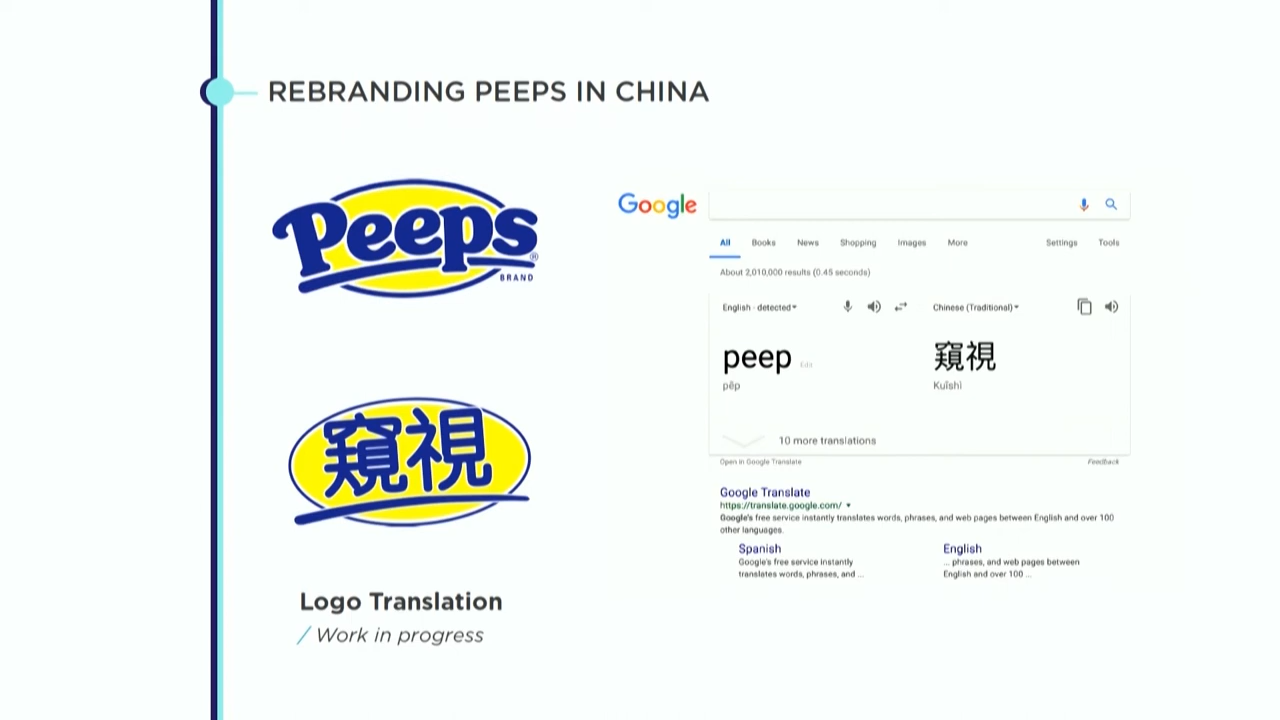 REBRANDING PEEPS IN CHINA
Peeps®
BRAND
窺視
Logo Translation
/ Work in progress
Google
All Books News Shopping Images More Settings Tools
About 2,010,000 results (0.45 seconds)
English - detected Chinese (Traditional)
peep Edit 窺視
pēp Kuīshì
10 more translations
Open in Google Translate Feedback
Google Translate
https://translate.google.com/
Google's free service instantly translates words, phrases, and web pages between English and over 100
other languages.
Spanish English
Google's free service instantly ... phrases, and web pages between
translates words, phrases, and ... English and over 100 ...